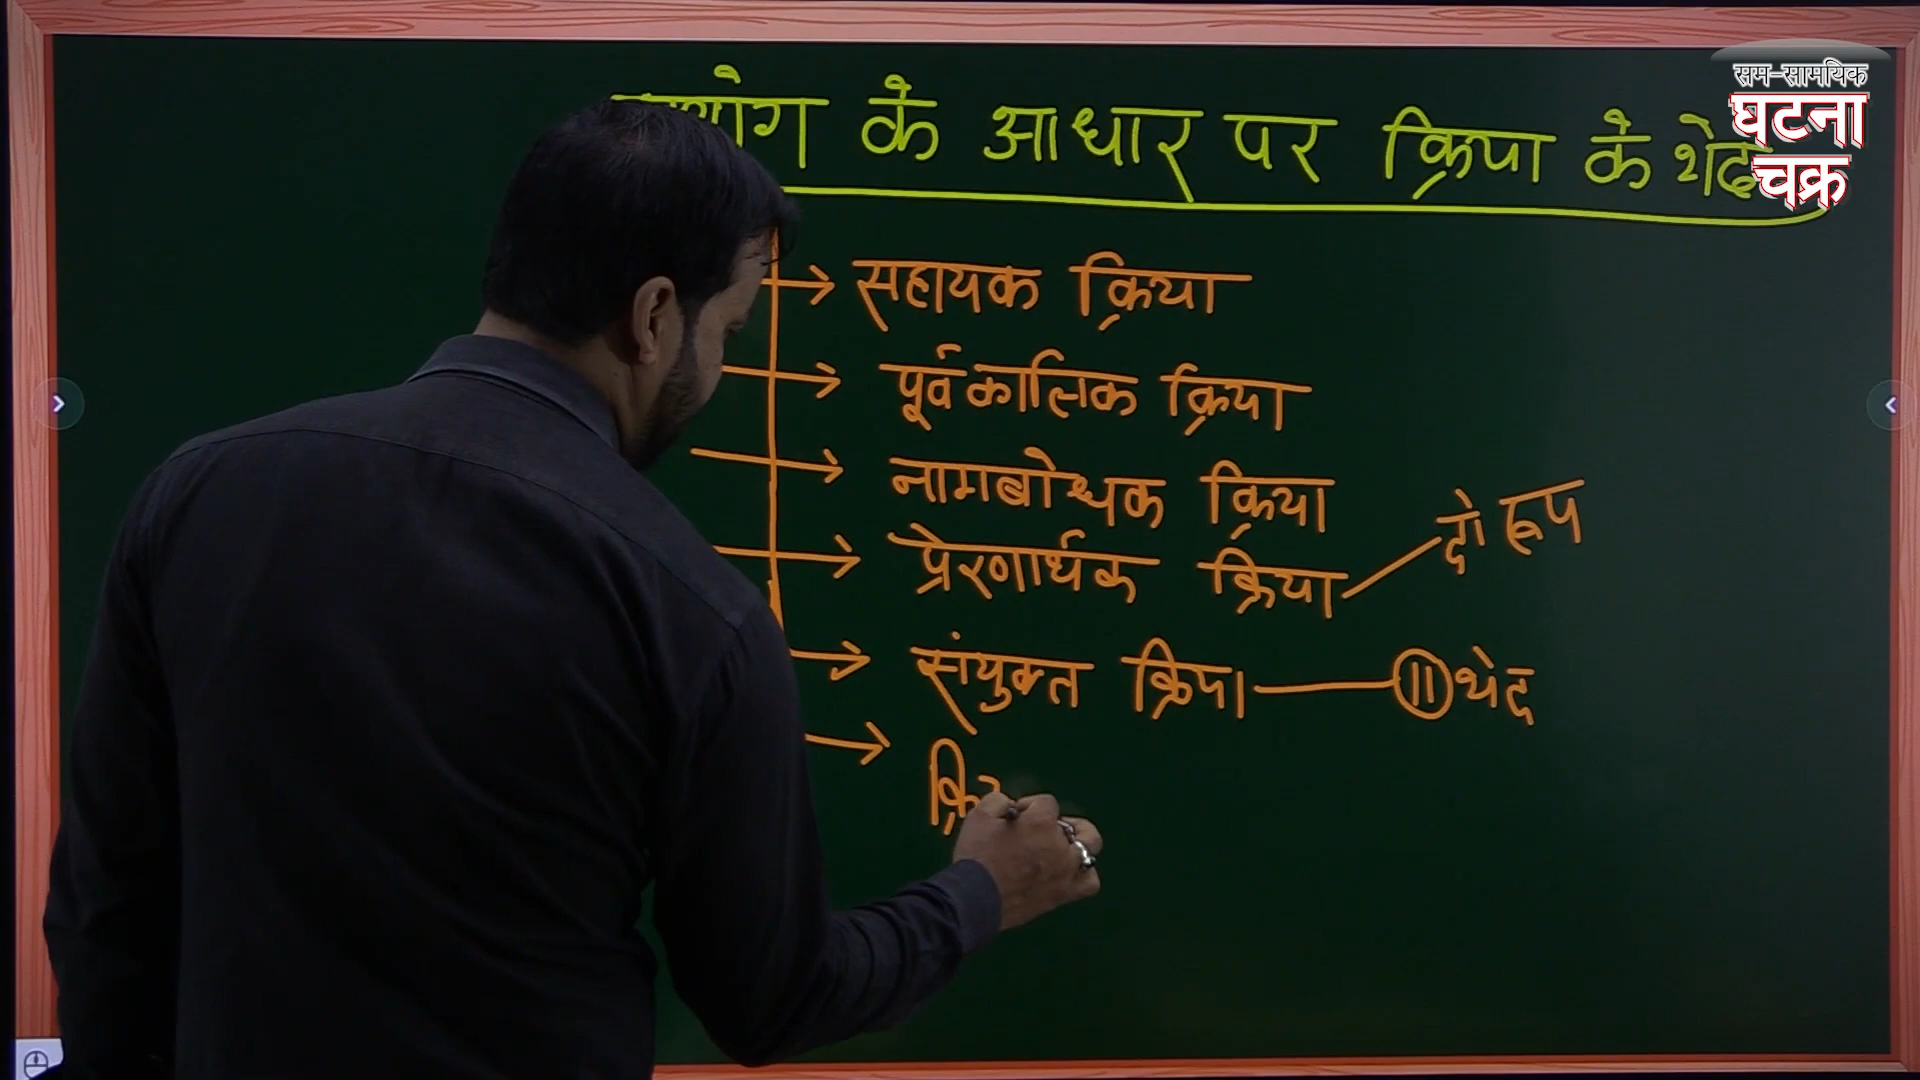 के आधार पर क्रिया के भेद
सम-सामयिक
घटना
चक्र
सहायक क्रिया
पूर्वकालिक क्रिया
नामबोधक क्रिया
प्रेरणार्थक क्रिया
दो रूप
संयुक्त क्रिया
11 भेद